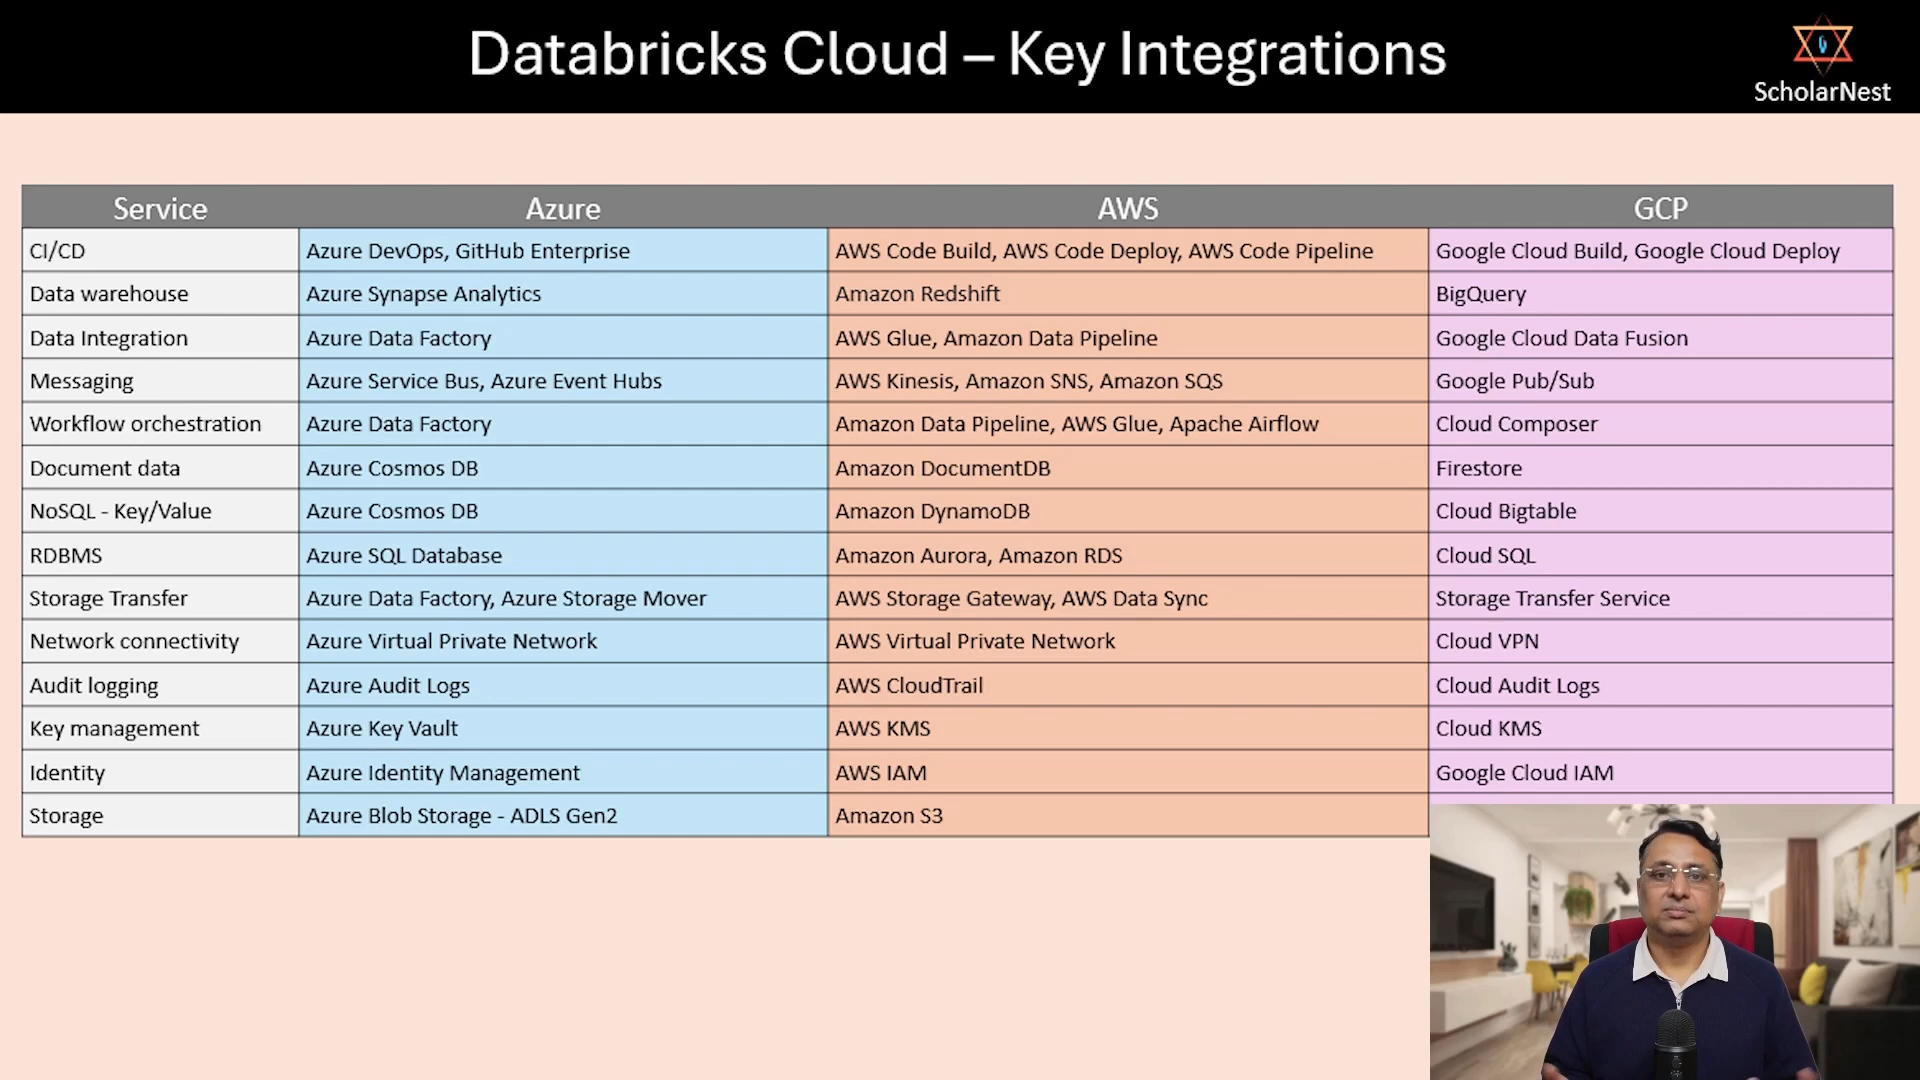 Databricks Cloud – Key Integrations
ScholarNest
Service Azure AWS GCP
CI/CD Azure DevOps, GitHub Enterprise AWS Code Build, AWS Code Deploy, AWS Code Pipeline Google Cloud Build, Google Cloud Deploy
Data warehouse Azure Synapse Analytics Amazon Redshift BigQuery
Data Integration Azure Data Factory AWS Glue, Amazon Data Pipeline Google Cloud Data Fusion
Messaging Azure Service Bus, Azure Event Hubs AWS Kinesis, Amazon SNS, Amazon SQS Google Pub/Sub
Workflow orchestration Azure Data Factory Amazon Data Pipeline, AWS Glue, Apache Airflow Cloud Composer
Document data Azure Cosmos DB Amazon DocumentDB Firestore
NoSQL - Key/Value Azure Cosmos DB Amazon DynamoDB Cloud Bigtable
RDBMS Azure SQL Database Amazon Aurora, Amazon RDS Cloud SQL
Storage Transfer Azure Data Factory, Azure Storage Mover AWS Storage Gateway, AWS Data Sync Storage Transfer Service
Network connectivity Azure Virtual Private Network AWS Virtual Private Network Cloud VPN
Audit logging Azure Audit Logs AWS CloudTrail Cloud Audit Logs
Key management Azure Key Vault AWS KMS Cloud KMS
Identity Azure Identity Management AWS IAM Google Cloud IAM
Storage Azure Blob Storage - ADLS Gen2 Amazon S3